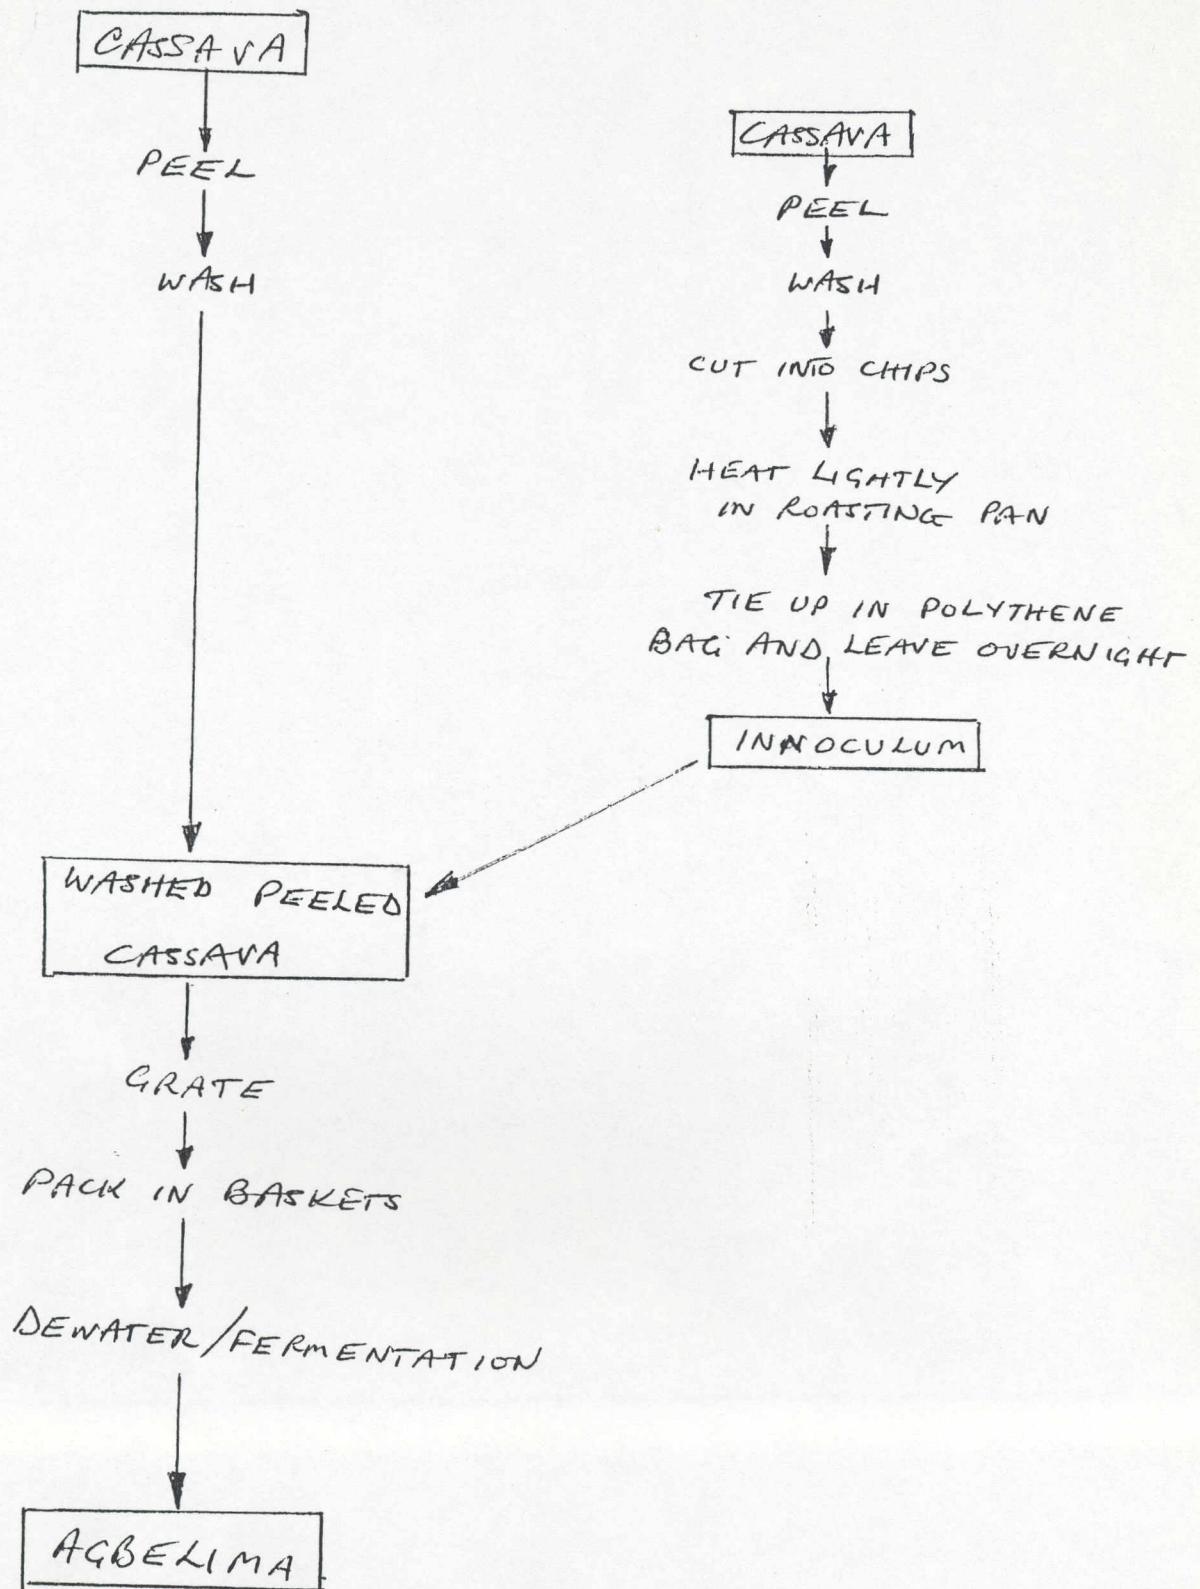 CASSAVA
PEEL
WASH
CASSAVA
PEEL
WASH
CUT INTO CHIPS
HEAT LIGHTLY
IN ROASTING PAN
TIE UP IN POLYTHENE
BAG AND LEAVE OVERNIGHT
INNOCULUM
WASHED PEELED
CASSAVA
GRATE
PACK IN BASKETS
DEWATER/FERMENTATION
AGBELIMA